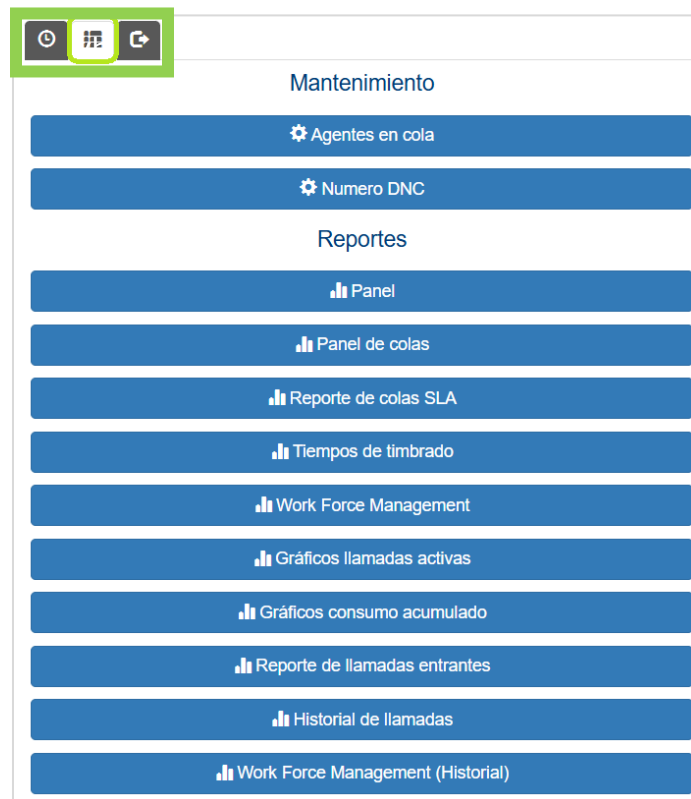 Mantenimiento
Agentes en cola
Numero DNC
Reportes
Panel
Panel de colas
Reporte de colas SLA
Tiempos de timbrado
Work Force Management
Gráficos llamadas activas
Gráficos consumo acumulado
Reporte de llamadas entrantes
Historial de llamadas
Work Force Management (Historial)